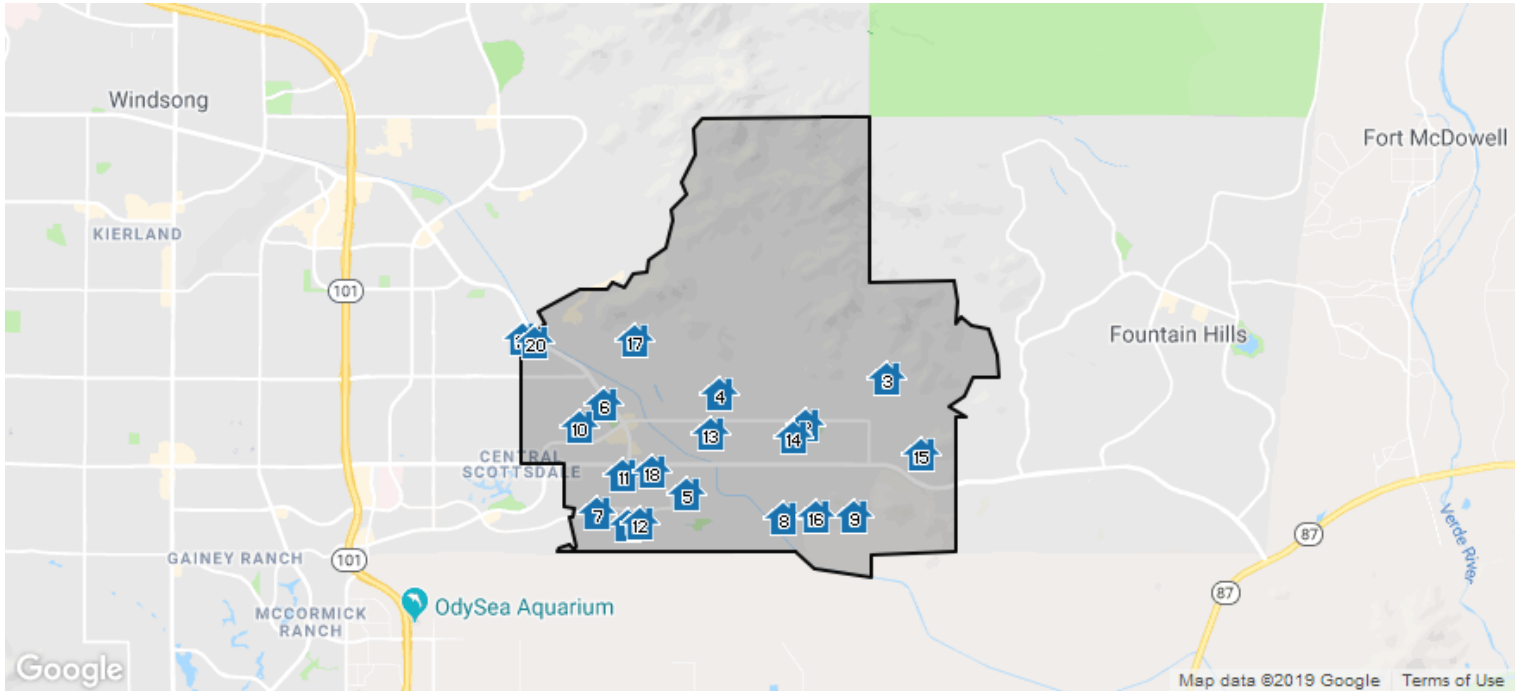 Windsong
Fort McDowell
KIERLAND
101
Fountain Hills
20
17
3
4
6
10
13
14
15
CENTRAL
SCOTTSDALE
11
18
5
7
12
8
16
9
GAINEY RANCH
101
87
87
Verde River
MCCORMICK
RANCH
OdySea Aquarium
Google
Map data ©2019 Google
Terms of Use